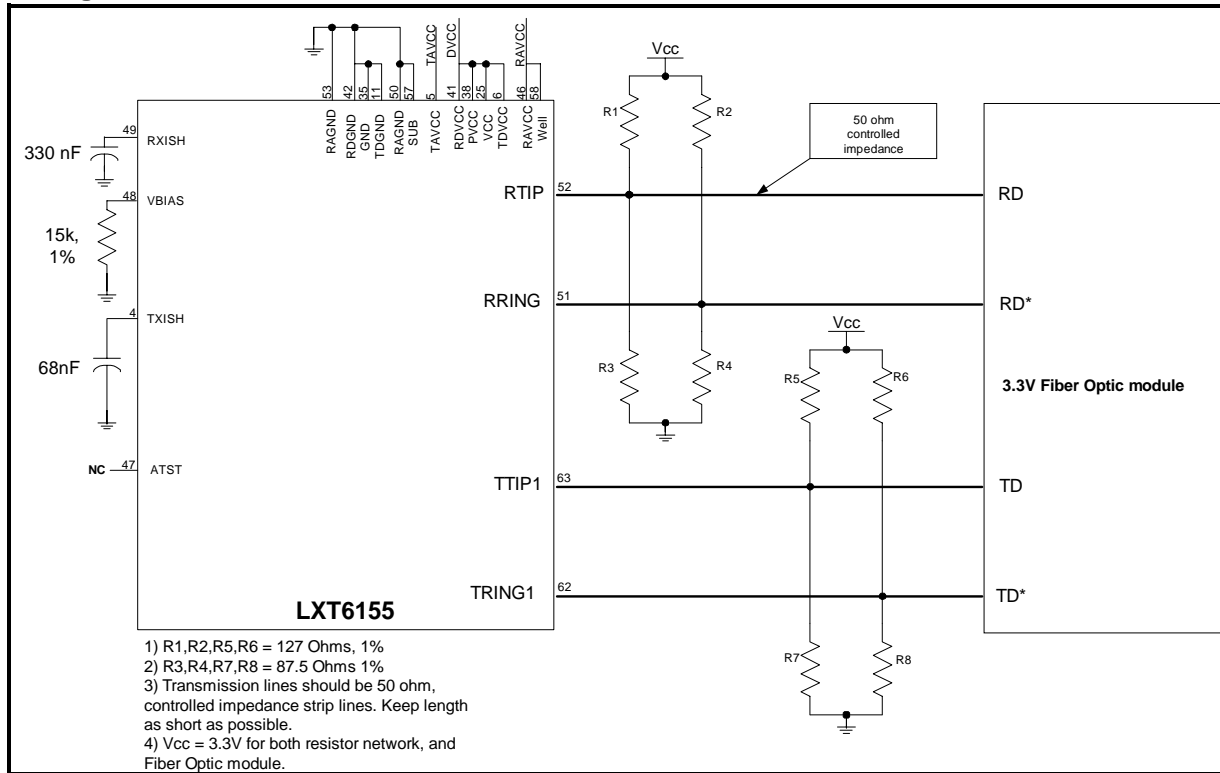 TAVCC
DVCC
RAVCC
53
42
35
11
50
57
5
41
38
25
6
46
58
RAGND
RDGND
GND
TDGND
RAGND
SUB
TAVCC
RDVCC
PVCC
VCC
TDVCC
RAVCC
Well
49
RXISH
330 nF
48
VBIAS
15k,
1%
4
TXISH
68nF
NC
47
ATST
RTIP
52
RRING
51
TTIP1
63
TRING1
62
LXT6155
Vcc
R1
R2
R3
R4
50 ohm
controlled
impedance
Vcc
R5
R6
R7
R8
RD
RD*
3.3V Fiber Optic module
TD
TD*
1) R1,R2,R5,R6 = 127 Ohms, 1%
2) R3,R4,R7,R8 = 87.5 Ohms 1%
3) Transmission lines should be 50 ohm,
controlled impedance strip lines. Keep length
as short as possible.
4) Vcc = 3.3V for both resistor network, and
Fiber Optic module.